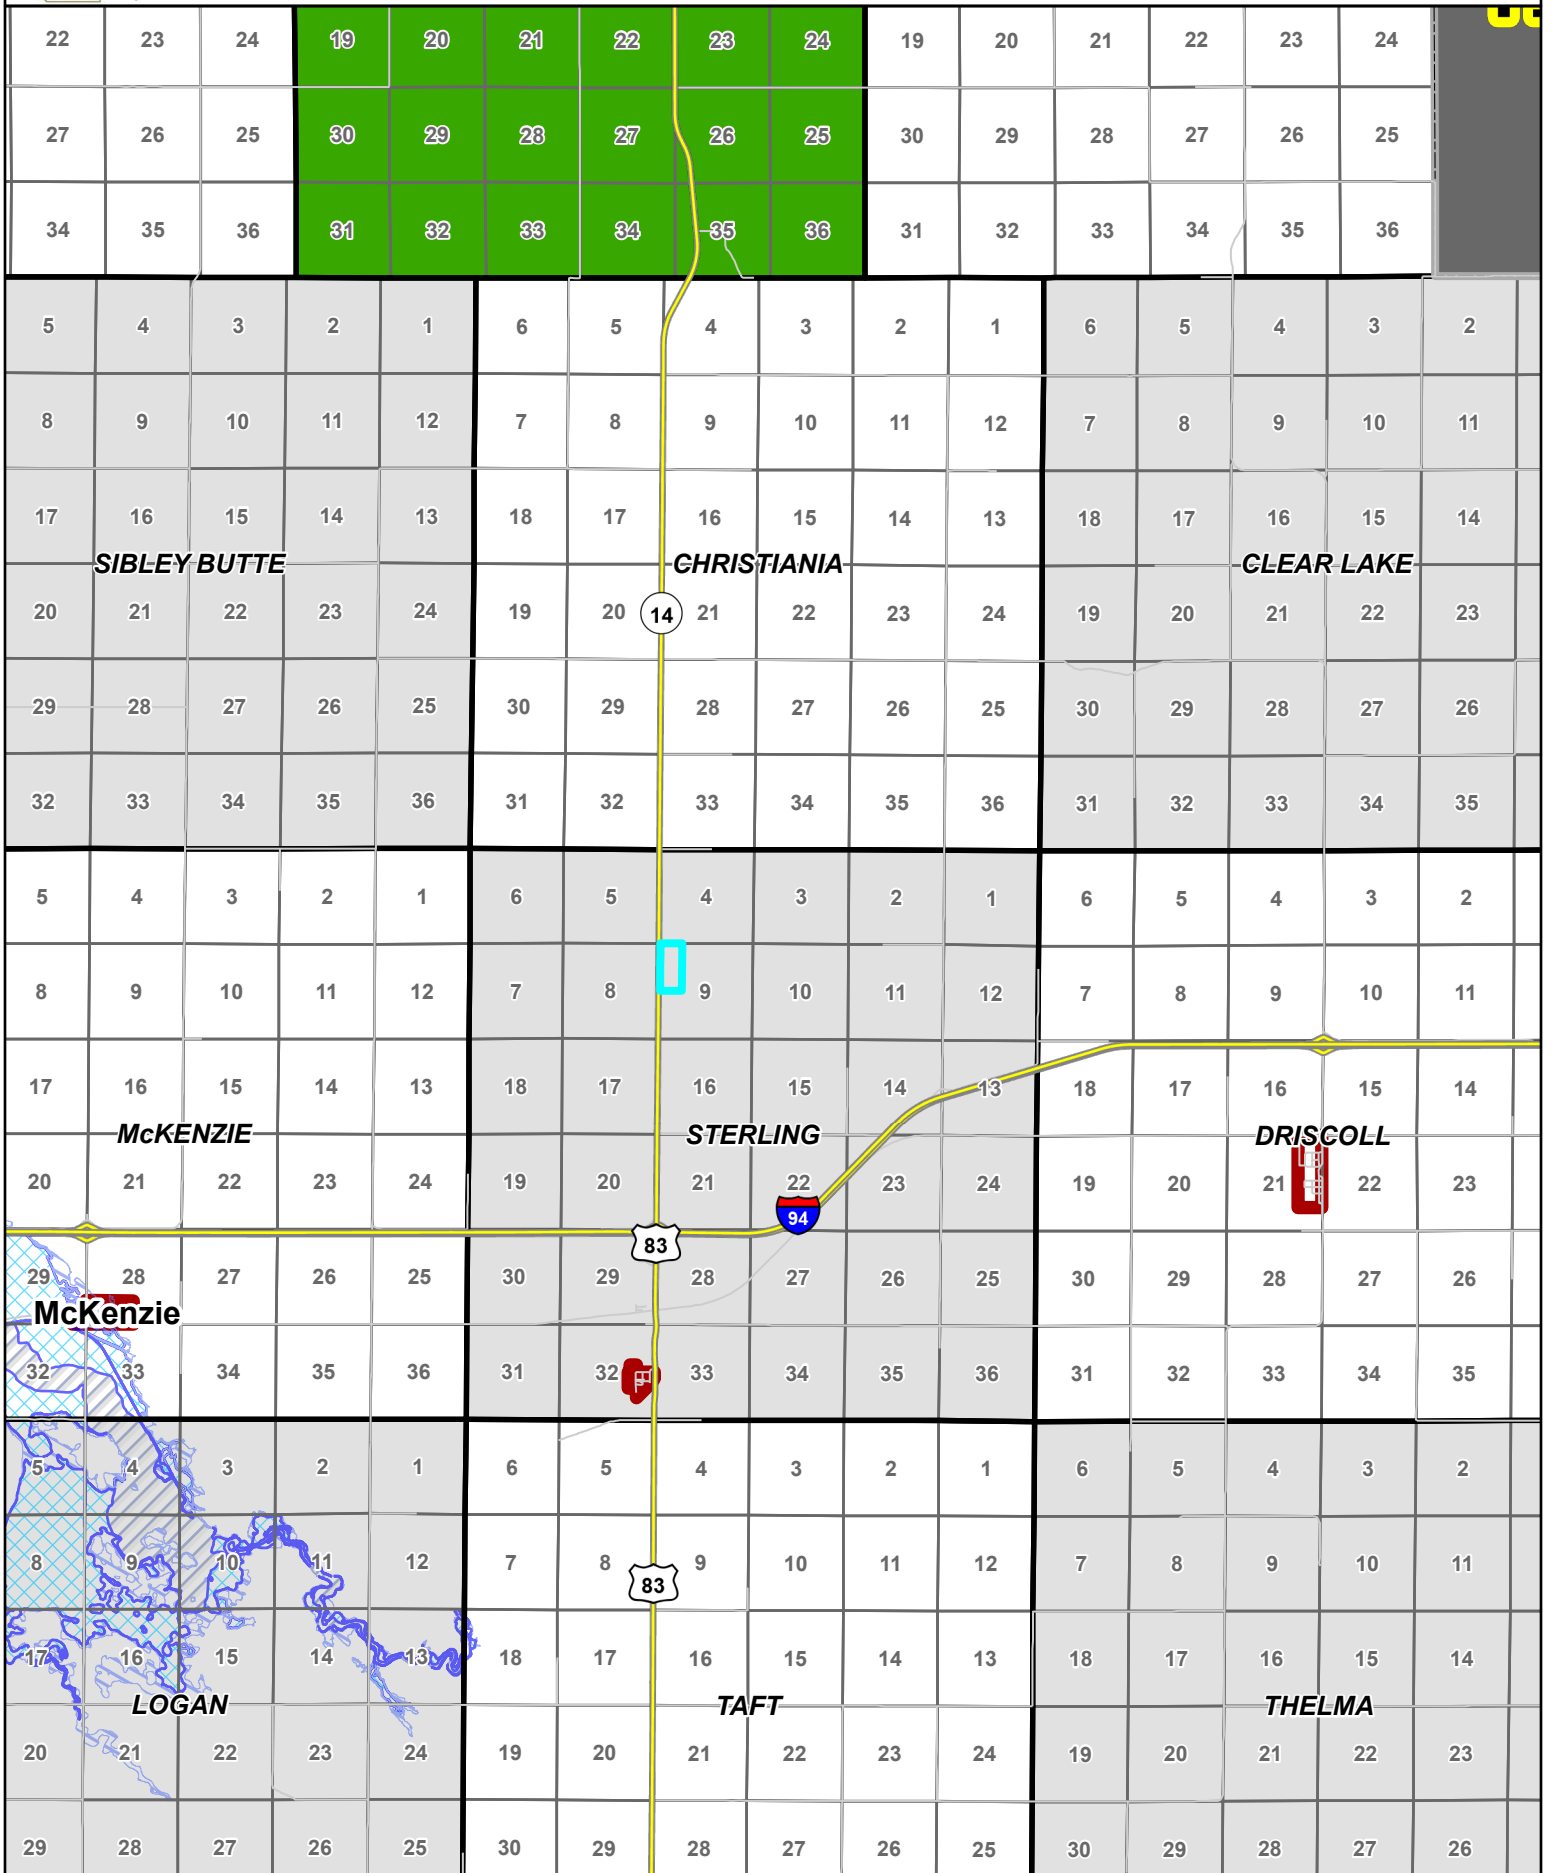 22 23 24 19 20 21 22 23 24 19 20 21 22 23 24
27 26 25 30 29 28 27 26 25 30 29 28 27 26 25
34 35 36 31 32 33 34 35 36 31 32 33 34 35 36
5 4 3 2 1 6 5 4 3 2 1 6 5 4 3 2
8 9 10 11 12 7 8 9 10 11 12 7 8 9 10 11
17 16 15 14 13 18 17 16 15 14 13 18 17 16 15 14
SIBLEY BUTTE CHRISTIANIA CLEAR LAKE
20 21 22 23 24 19 20 14 21 22 23 24 19 20 21 22 23
29 28 27 26 25 30 29 28 27 26 25 30 29 28 27 26
32 33 34 35 36 31 32 33 34 35 36 31 32 33 34 35
5 4 3 2 1 6 5 4 3 2 1 6 5 4 3 2
8 9 10 11 12 7 8 9 10 11 12 7 8 9 10 11
17 16 15 14 13 18 17 16 15 14 13 18 17 16 15 14
McKENZIE STERLING DRISCOLL
20 21 22 23 24 19 20 21 22 23 24 19 20 21 22 23
94
83
29 28 27 26 25 30 29 28 27 26 25 30 29 28 27 26
McKenzie
32 33 34 35 36 31 32 33 34 35 36 31 32 33 34 35
5 4 3 2 1 6 5 4 3 2 1 6 5 4 3 2
8 9 10 11 12 7 8 9 10 11 12 7 8 9 10 11
83
17 16 15 14 13 18 17 16 15 14 13 18 17 16 15 14
LOGAN TAFT THELMA
20 21 22 23 24 19 20 21 22 23 24 19 20 21 22 23
29 28 27 26 25 30 29 28 27 26 25 30 29 28 27 26